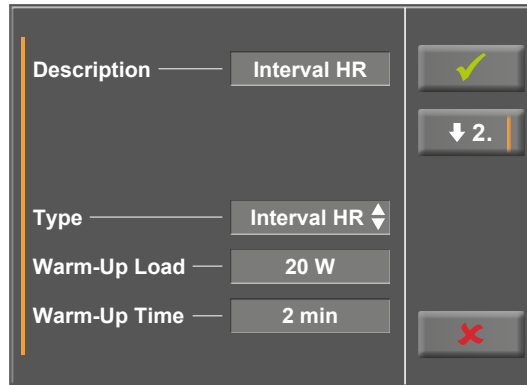 Description Interval HR
2.
Type Interval HR
Warm-Up Load 20 W
Warm-Up Time 2 min